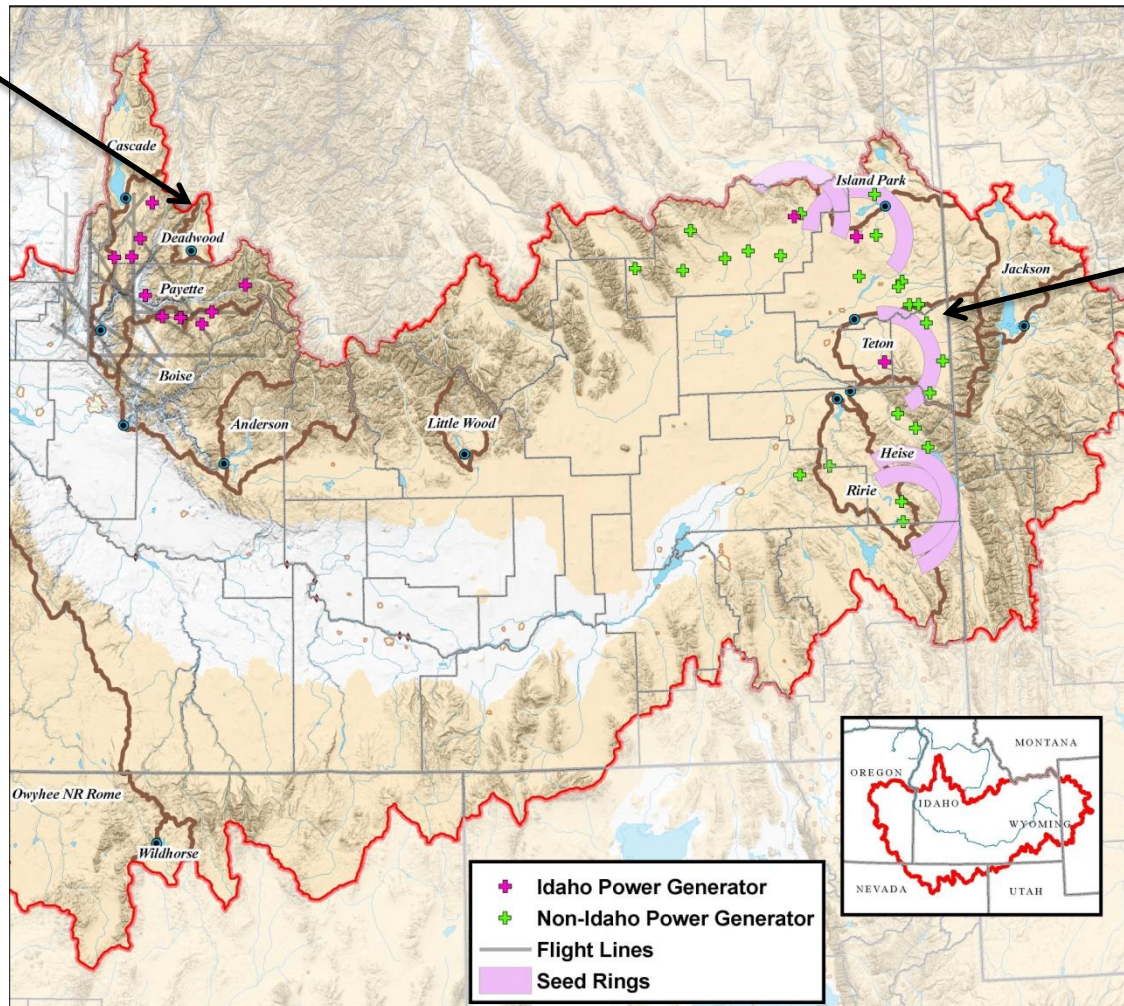 Cascade
Island Park
Deadwood
Jackson
Payette
Teton
Boise
Anderson
Little Wood
Heise
Ririe
MONTANA
OREGON
IDAHO
WYOMING
NEVADA
UTAH
Owyhee NR Rome
Wildhorse
Idaho Power Generator
Non-Idaho Power Generator
Flight Lines
Seed Rings